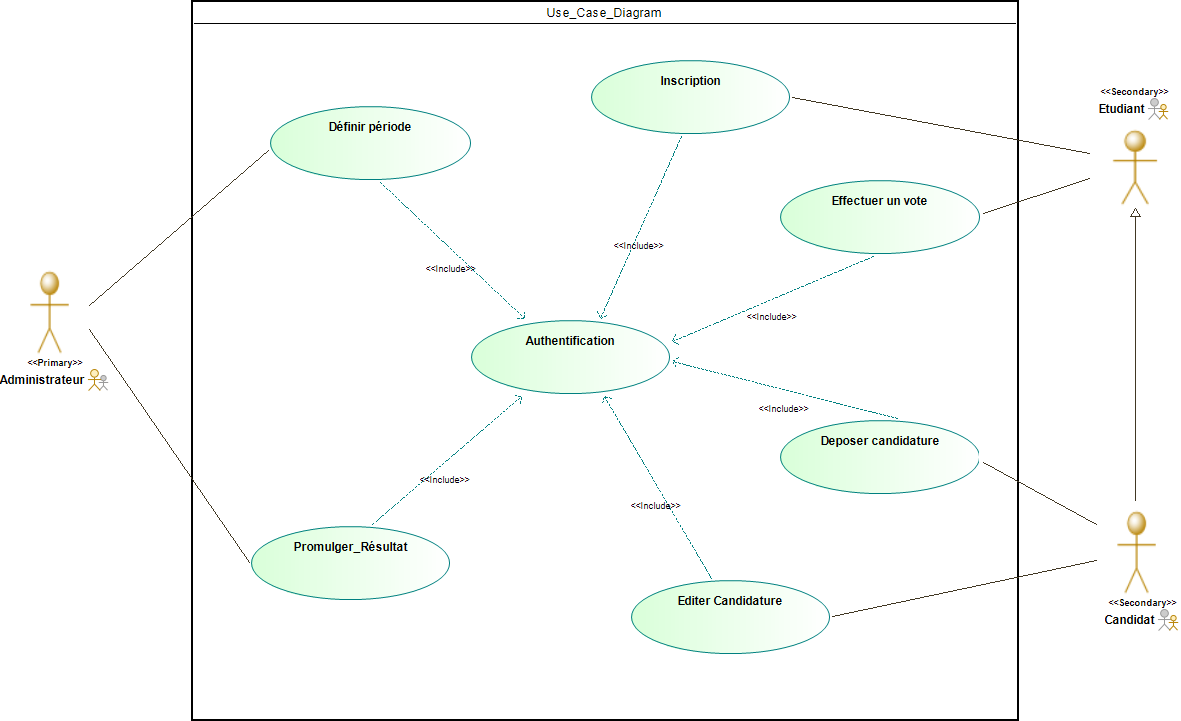 Use_Case_Diagram
Inscription
<<Secondary>>
Etudiant
Définir période
Effectuer un vote
<<Include>>
<<Include>>
<<Include>>
Authentification
<<Primary>>
Administrateur
<<Include>>
Deposer candidature
<<Include>>
<<Include>>
Promulger_Résultat
Editer Candidature
<<Secondary>>
Candidat